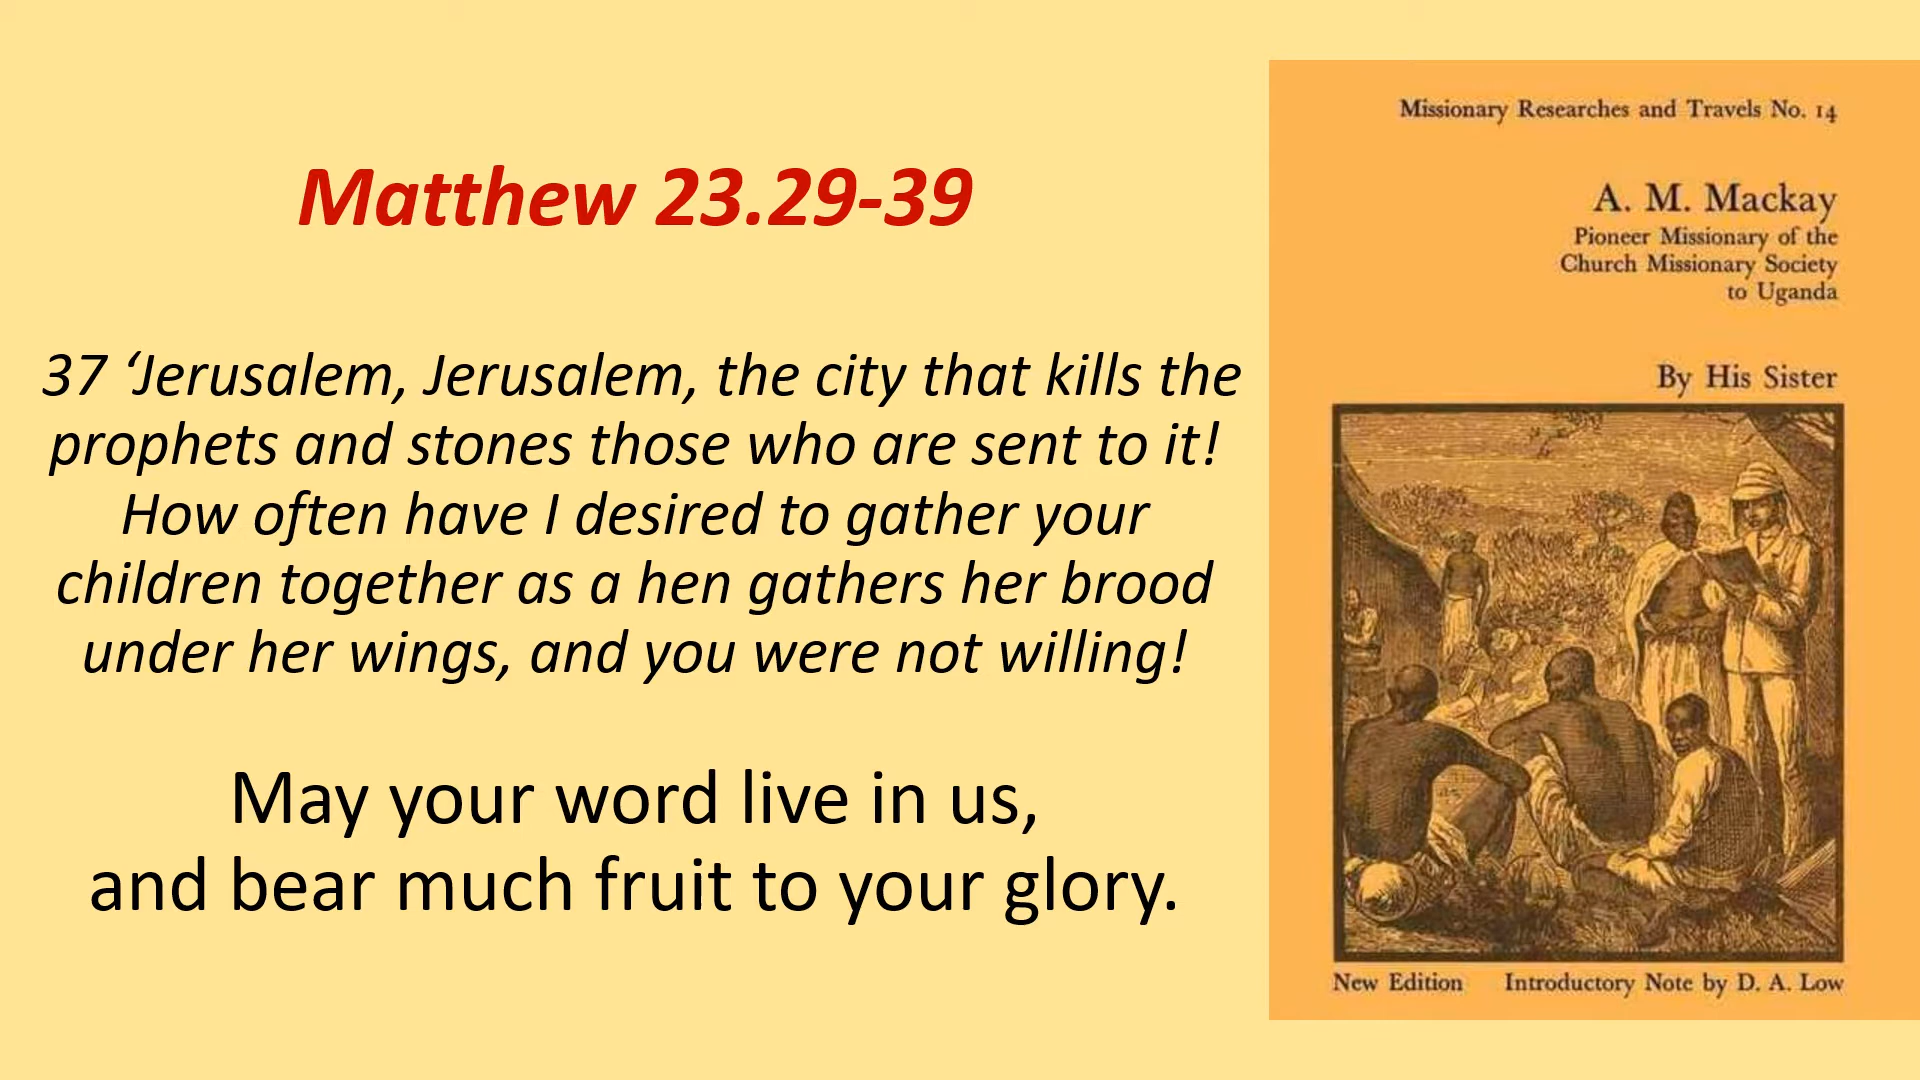 Matthew 23.29-39
37 ‘Jerusalem, Jerusalem, the city that kills the
prophets and stones those who are sent to it!
How often have I desired to gather your
children together as a hen gathers her brood
under her wings, and you were not willing!
May your word live in us,
and bear much fruit to your glory.
Missionary Researches and Travels No. 14
A. M. Mackay
Pioneer Missionary of the
Church Missionary Society
to Uganda
By His Sister
New Edition Introductory Note by D. A. Low